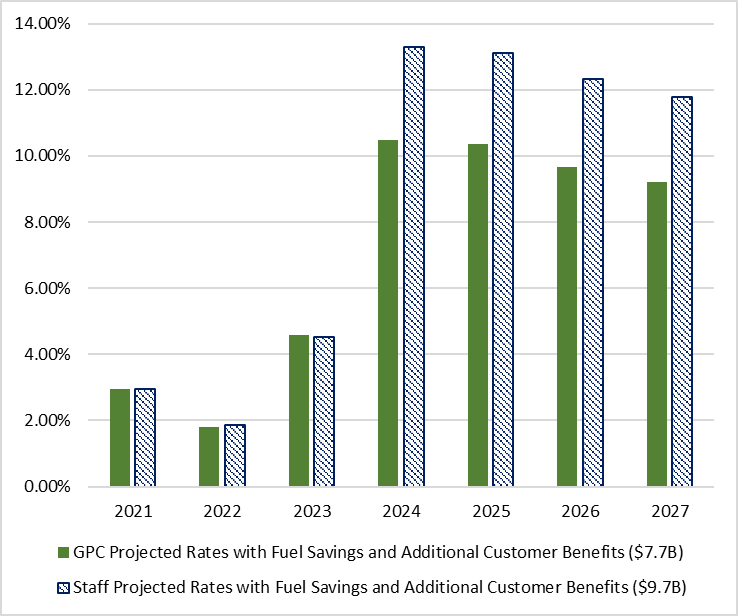 14.00%
12.00%
10.00%
8.00%
6.00%
4.00%
2.00%
0.00%
2021 2022 2023 2024 2025 2026 2027
GPC Projected Rates with Fuel Savings and Additional Customer Benefits ($7.7B)
Staff Projected Rates with Fuel Savings and Additional Customer Benefits ($9.7B)